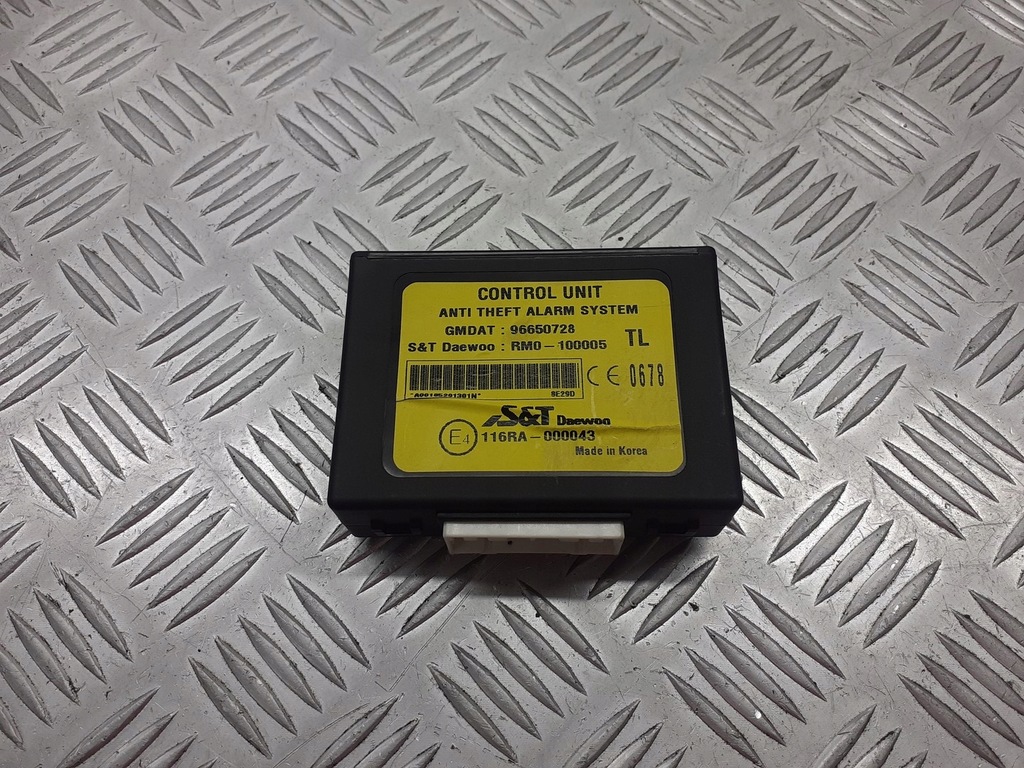 CONTROL UNIT
ANTI THEFT ALARM SYSTEM
GMDAT : 96650728
S&T Daewoo : RM0-100005 TL
8E29D
CE 0678
S&T Daewoo
E4 116RA-000043
Made in Korea